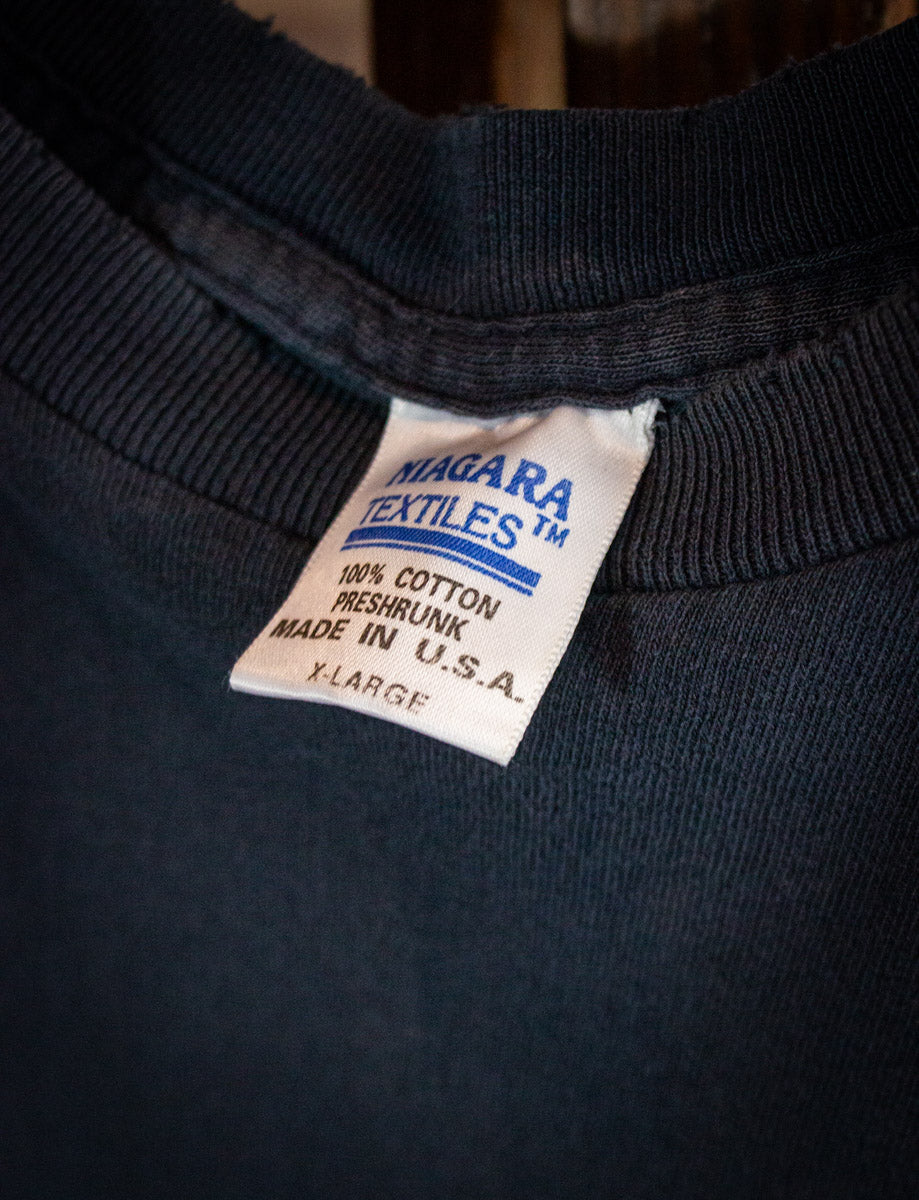 NIAGARA
TEXTILES™
100% COTTON
PRESHRUNK
MADE IN U.S.A.
X-LARGE